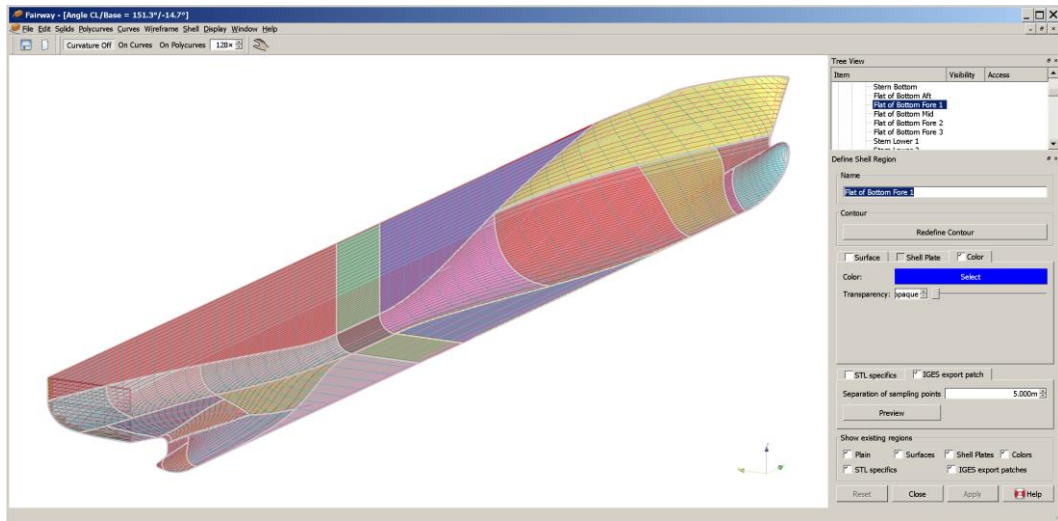 Fairway - [Angle CL/Base = 151.3°/-14.7°]
File Edit Solids Polycurves Curves Wireframe Shell Display Window Help
Curvature Off On Curves On Polycurves 128×
Tree View
Item Visibility Access
Stern Bottom
Flat of Bottom Aft
Flat of Bottom Fore 1
Flat of Bottom Mid
Flat of Bottom Fore 2
Flat of Bottom Fore 3
Stem Lower 1
Define Shell Region
Name
Flat of Bottom Fore 1
Contour
Redefine Contour
Surface Shell Plate Color
Color: Select
Transparency: opaque
STL specifics IGES export patch
Separation of sampling points 5.000m
Preview
Show existing regions
Plain Surfaces Shell Plates Colors
STL specifics IGES export patches
Reset Close Apply Help